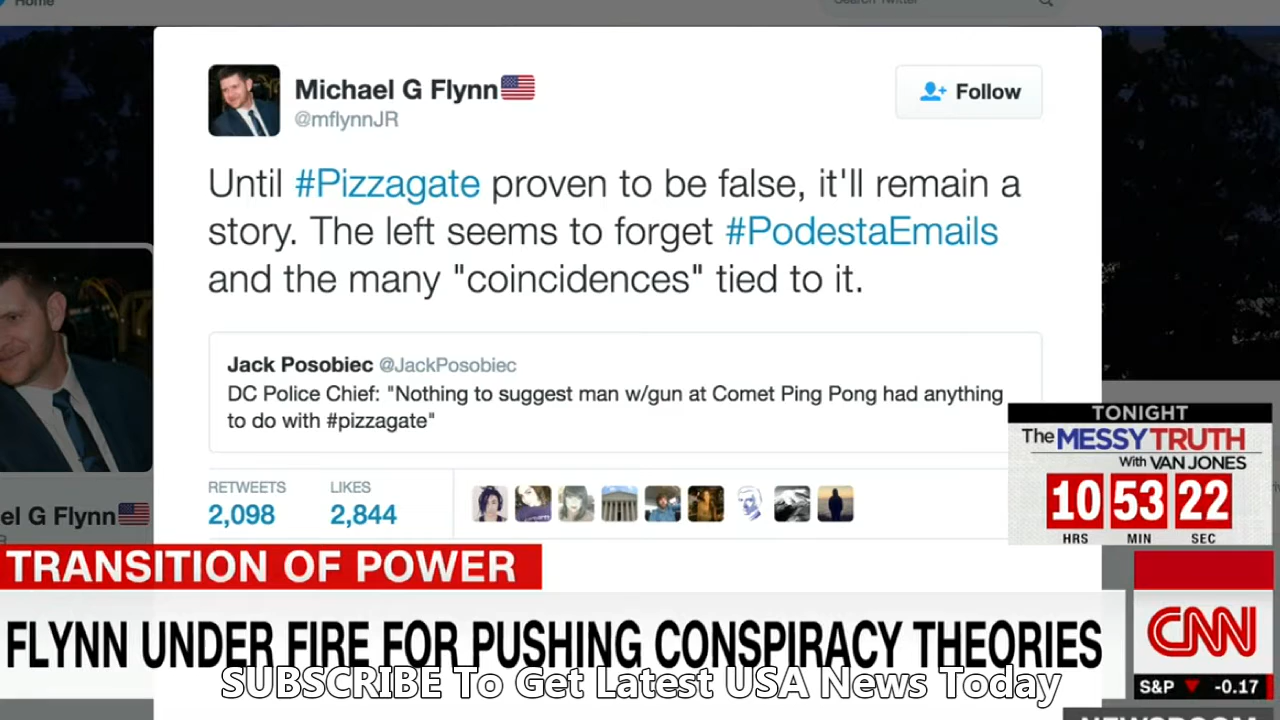 Home
Search Twitter
Michael G Flynn
Follow
@mflynnJR
Until #Pizzagate proven to be false, it'll remain a
story. The left seems to forget #PodestaEmails
and the many "coincidences" tied to it.
Jack Posobiec @JackPosobiec
DC Police Chief: "Nothing to suggest man w/gun at Comet Ping Pong had anything
to do with #pizzagate"
RETWEETS LIKES
2,098 2,844
el G Flynn
TONIGHT
The MESSY TRUTH
With VAN JONES
10 53 22
HRS MIN SEC
TRANSITION OF POWER
FLYNN UNDER FIRE FOR PUSHING CONSPIRACY THEORIES
CNN
SUBSCRIBE To Get Latest USA News Today
S&P -0.17
NEWSROOM